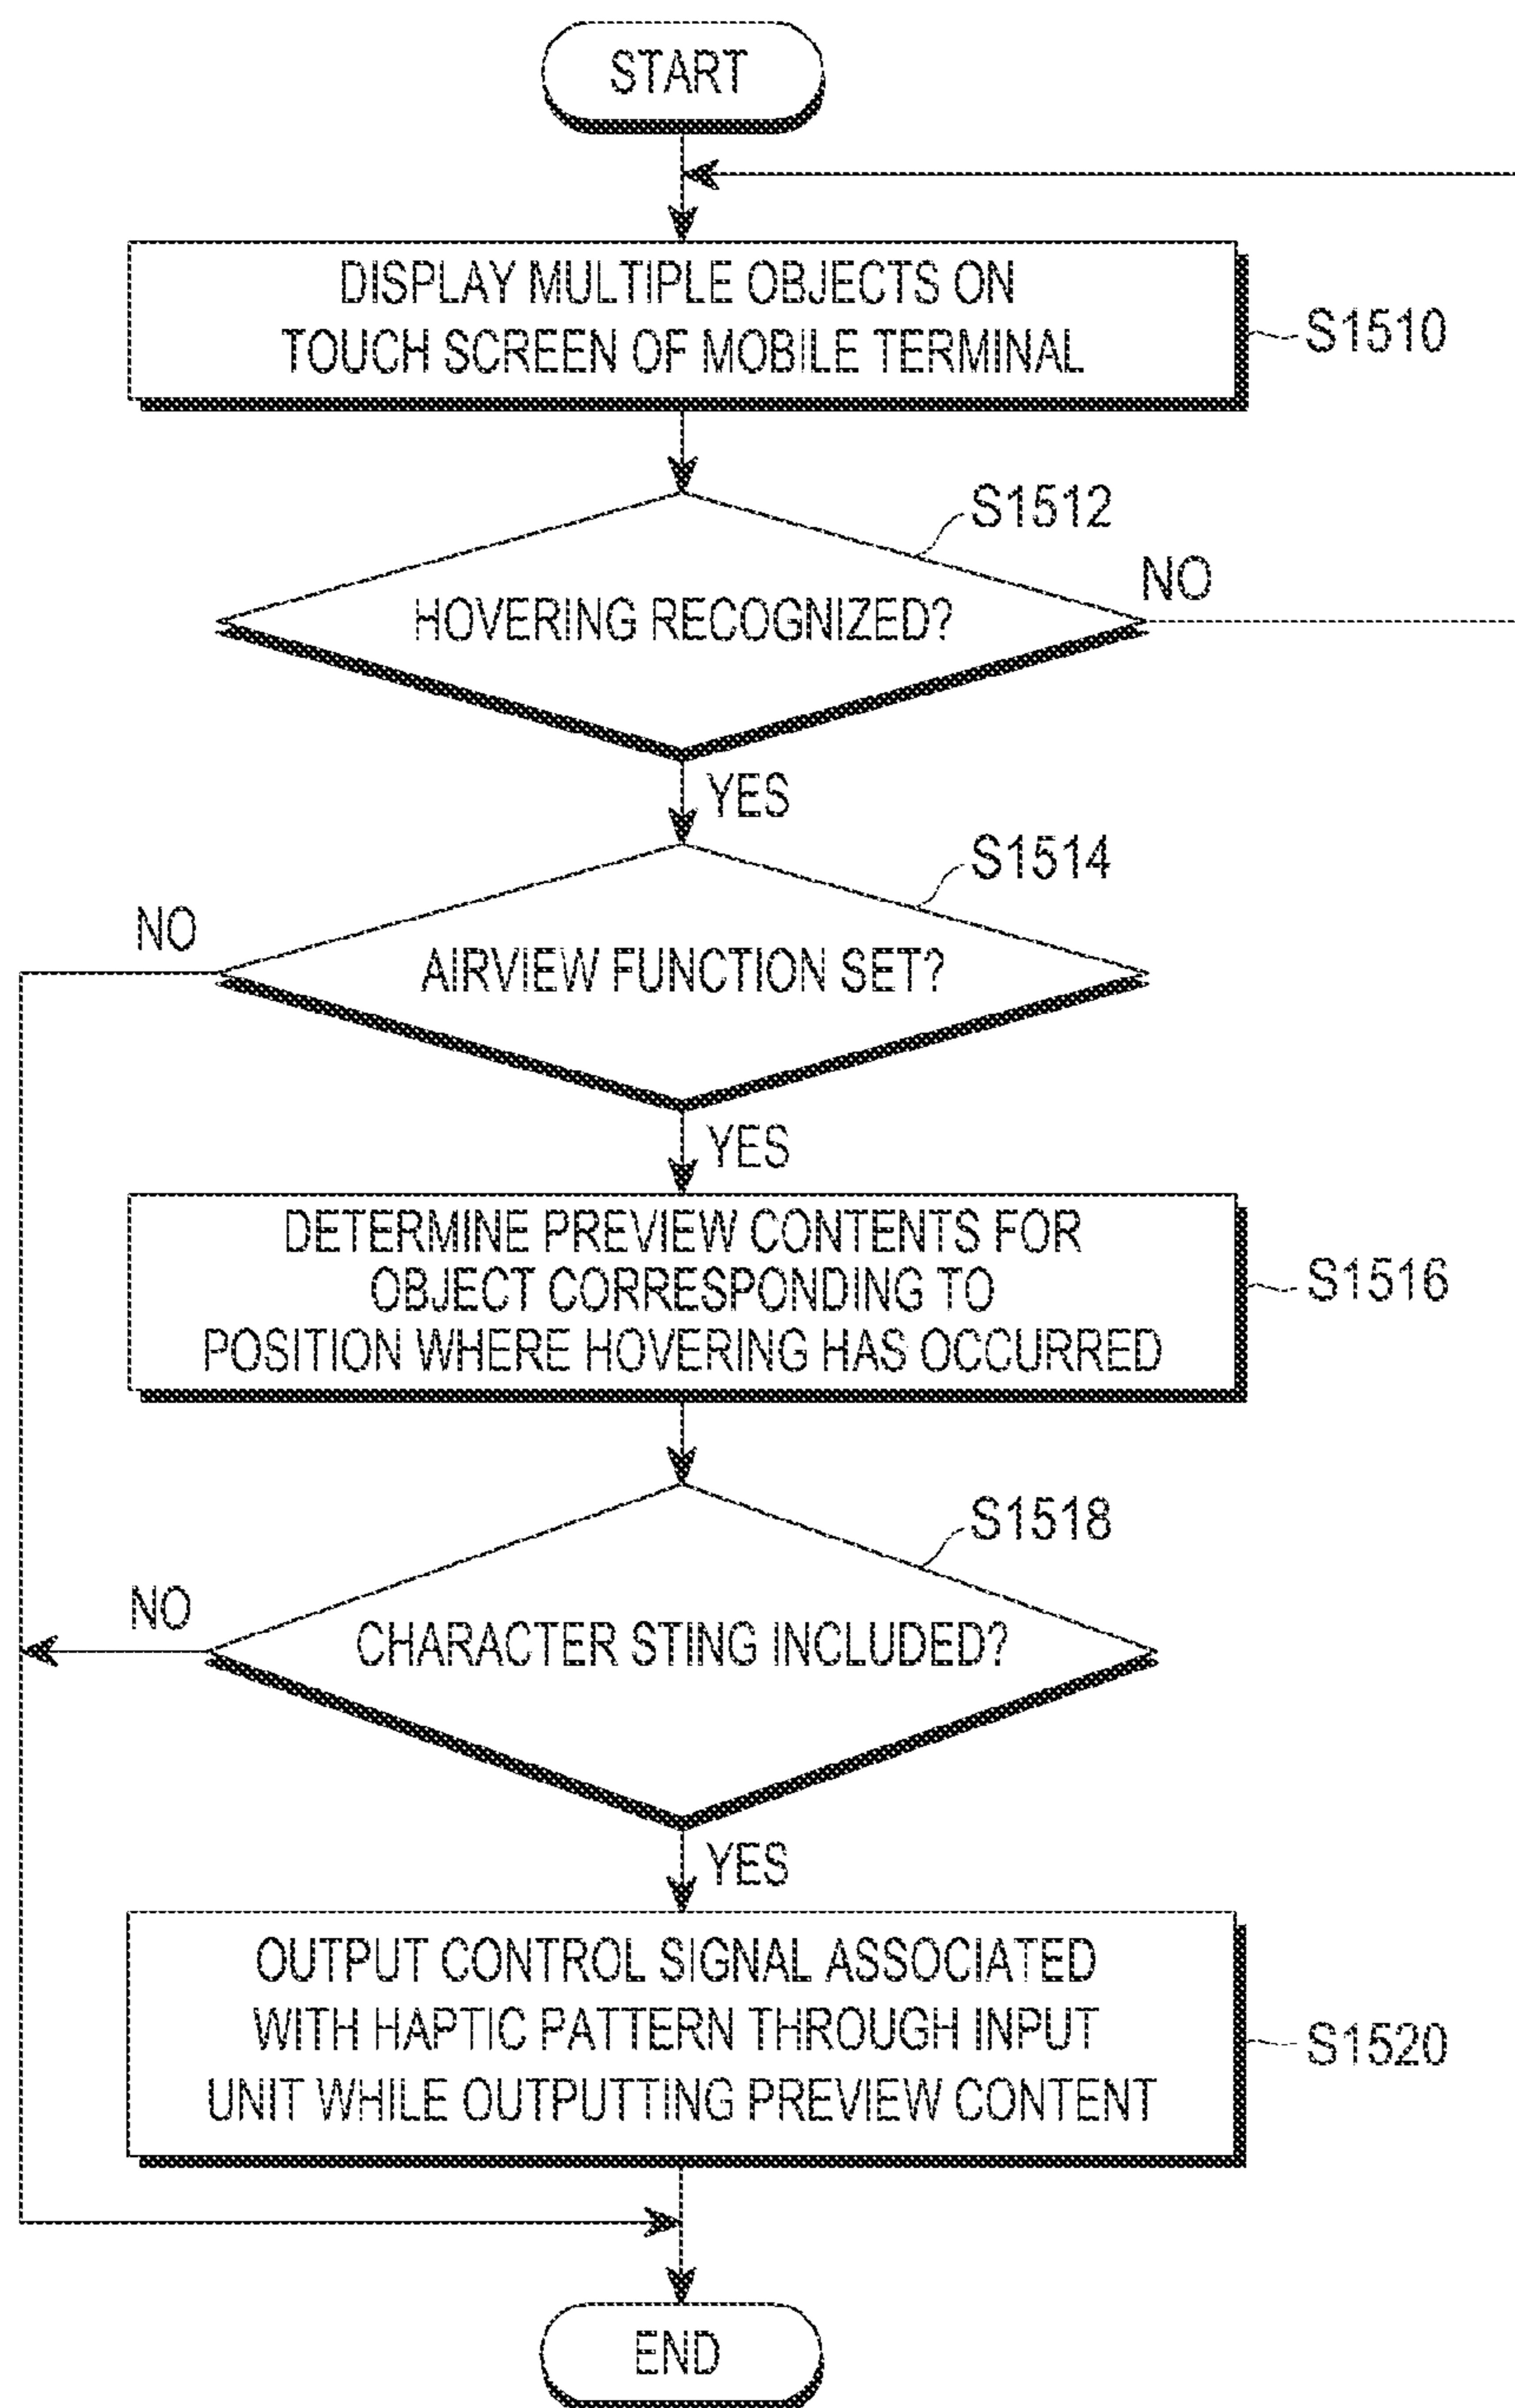 START
DISPLAY MULTIPLE OBJECTS ON
TOUCH SCREEN OF MOBILE TERMINAL
S1510
S1512
HOVERING RECOGNIZED?
NO
YES
S1514
NO
AIRVIEW FUNCTION SET?
YES
DETERMINE PREVIEW CONTENTS FOR
OBJECT CORRESPONDING TO
POSITION WHERE HOVERING HAS OCCURRED
S1516
S1518
NO
CHARACTER STING INCLUDED?
YES
OUTPUT CONTROL SIGNAL ASSOCIATED
WITH HAPTIC PATTERN THROUGH INPUT
UNIT WHILE OUTPUTTING PREVIEW CONTENT
S1520
END